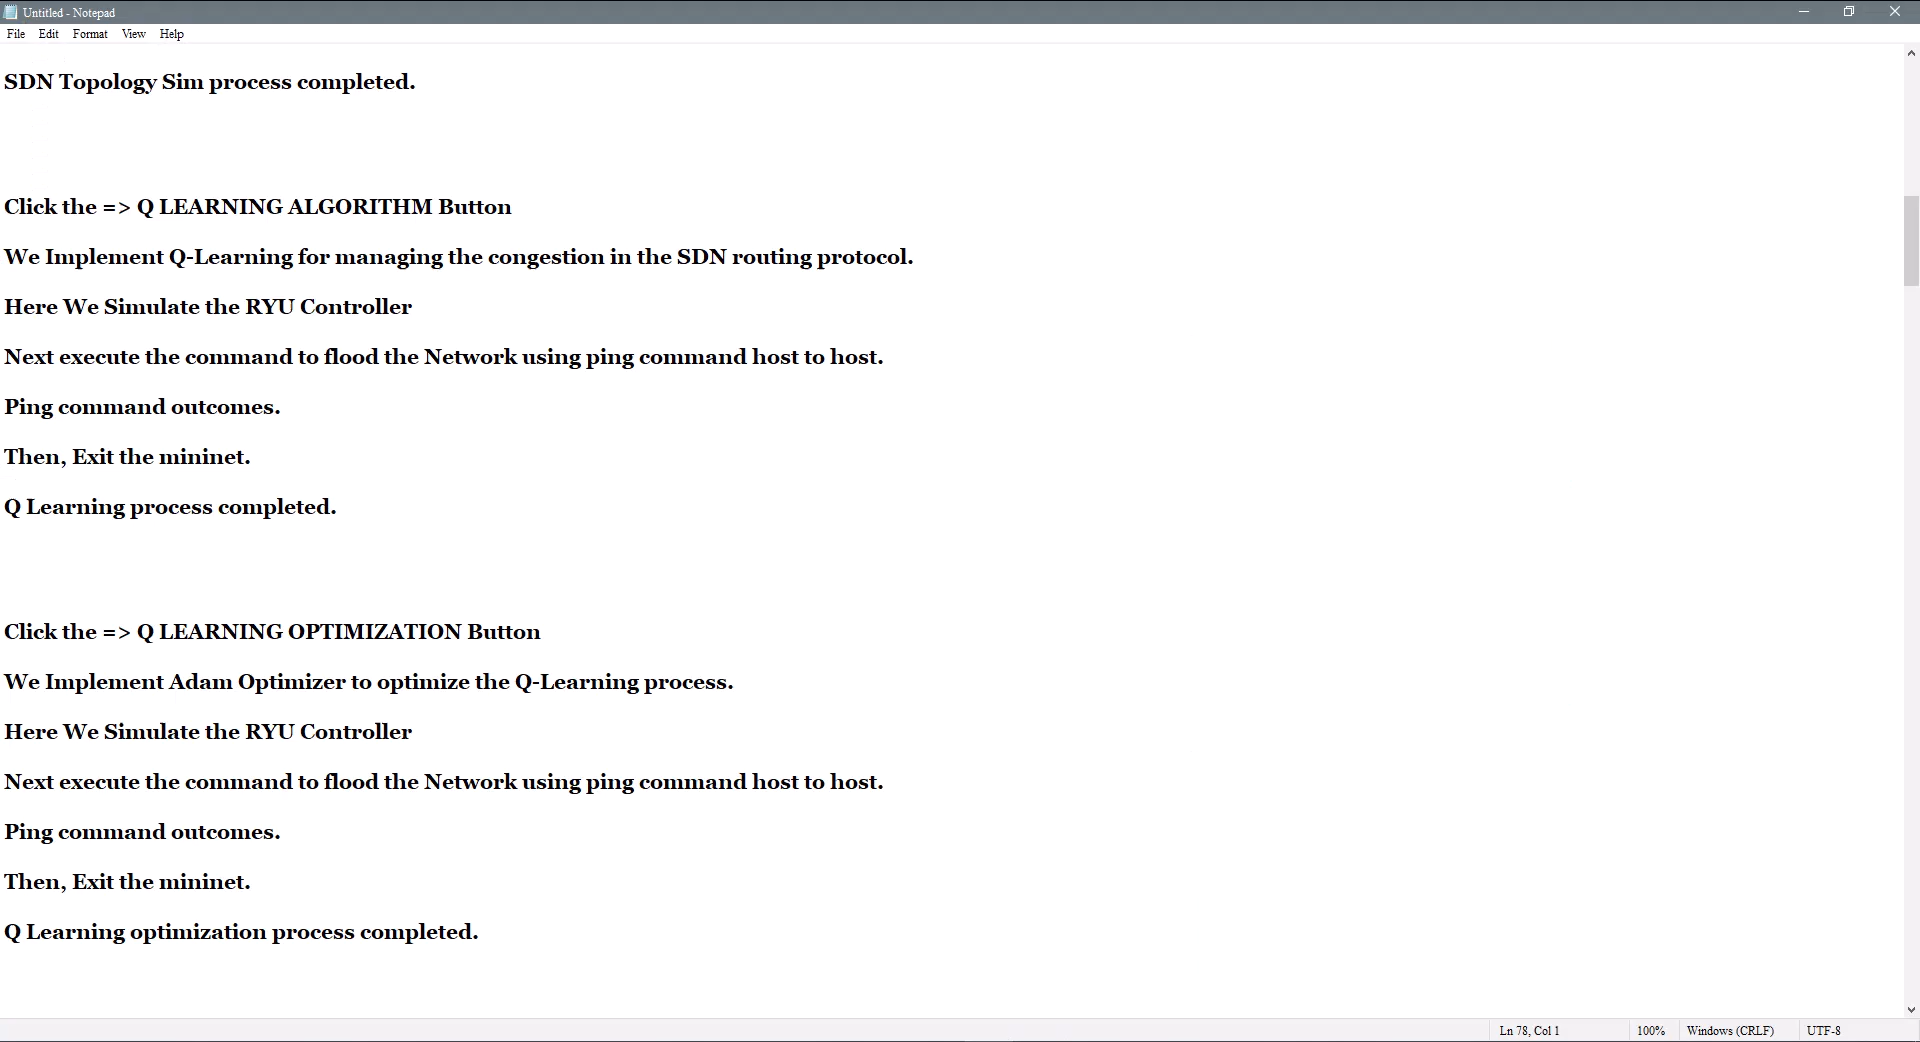 Untitled - Notepad
File Edit Format View Help
SDN Topology Sim process completed.
Click the => Q LEARNING ALGORITHM Button
We Implement Q-Learning for managing the congestion in the SDN routing protocol.
Here We Simulate the RYU Controller
Next execute the command to flood the Network using ping command host to host.
Ping command outcomes.
Then, Exit the mininet.
Q Learning process completed.
Click the => Q LEARNING OPTIMIZATION Button
We Implement Adam Optimizer to optimize the Q-Learning process.
Here We Simulate the RYU Controller
Next execute the command to flood the Network using ping command host to host.
Ping command outcomes.
Then, Exit the mininet.
Q Learning optimization process completed.
Ln 78, Col 1 100% Windows (CRLF) UTF-8